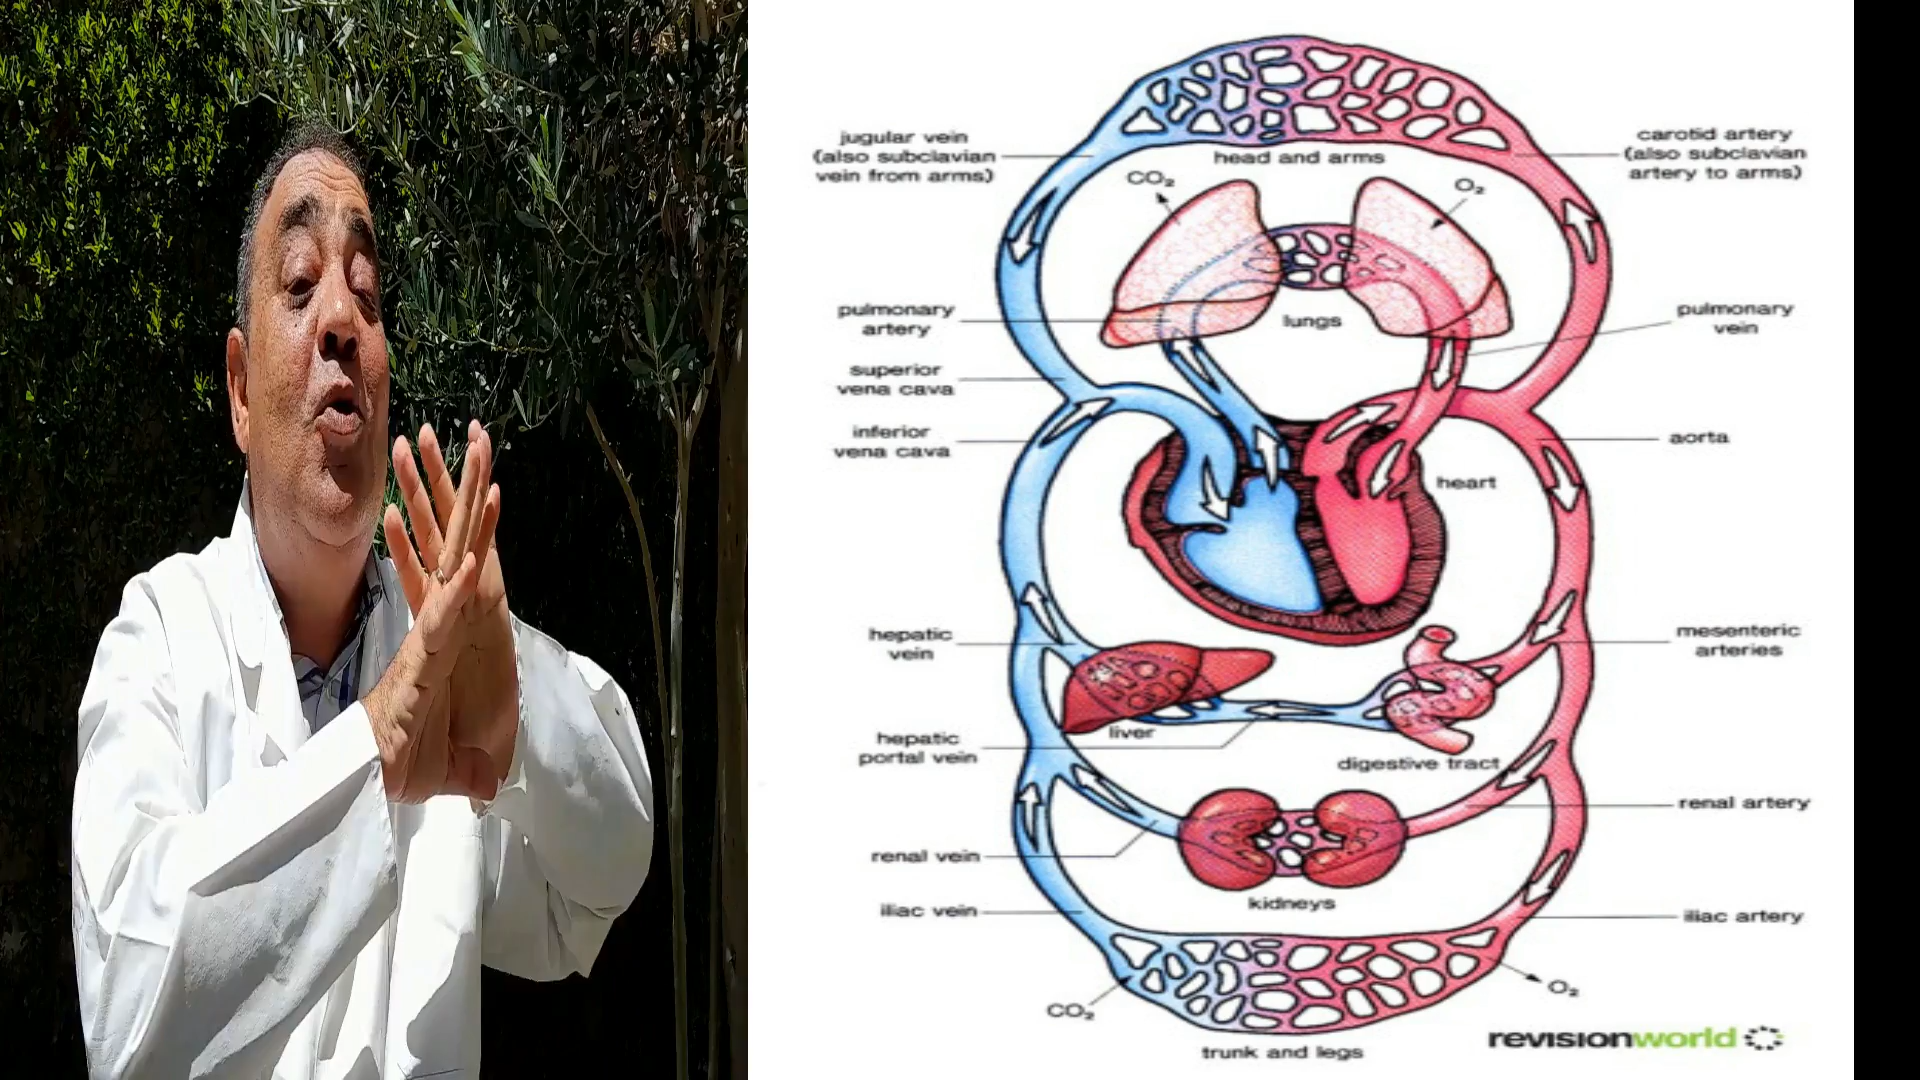 jugular vein
(also subclavian
vein from arms)
head and arms
carotid artery
(also subclavian
artery to arms)
CO₂
O₂
pulmonary
artery
lungs
pulmonary
vein
superior
vena cava
inferior
vena cava
aorta
heart
hepatic
vein
mesenteric
arteries
liver
hepatic
portal vein
digestive tract
renal artery
renal vein
kidneys
iliac vein
iliac artery
CO₂
O₂
trunk and legs
revisionworld